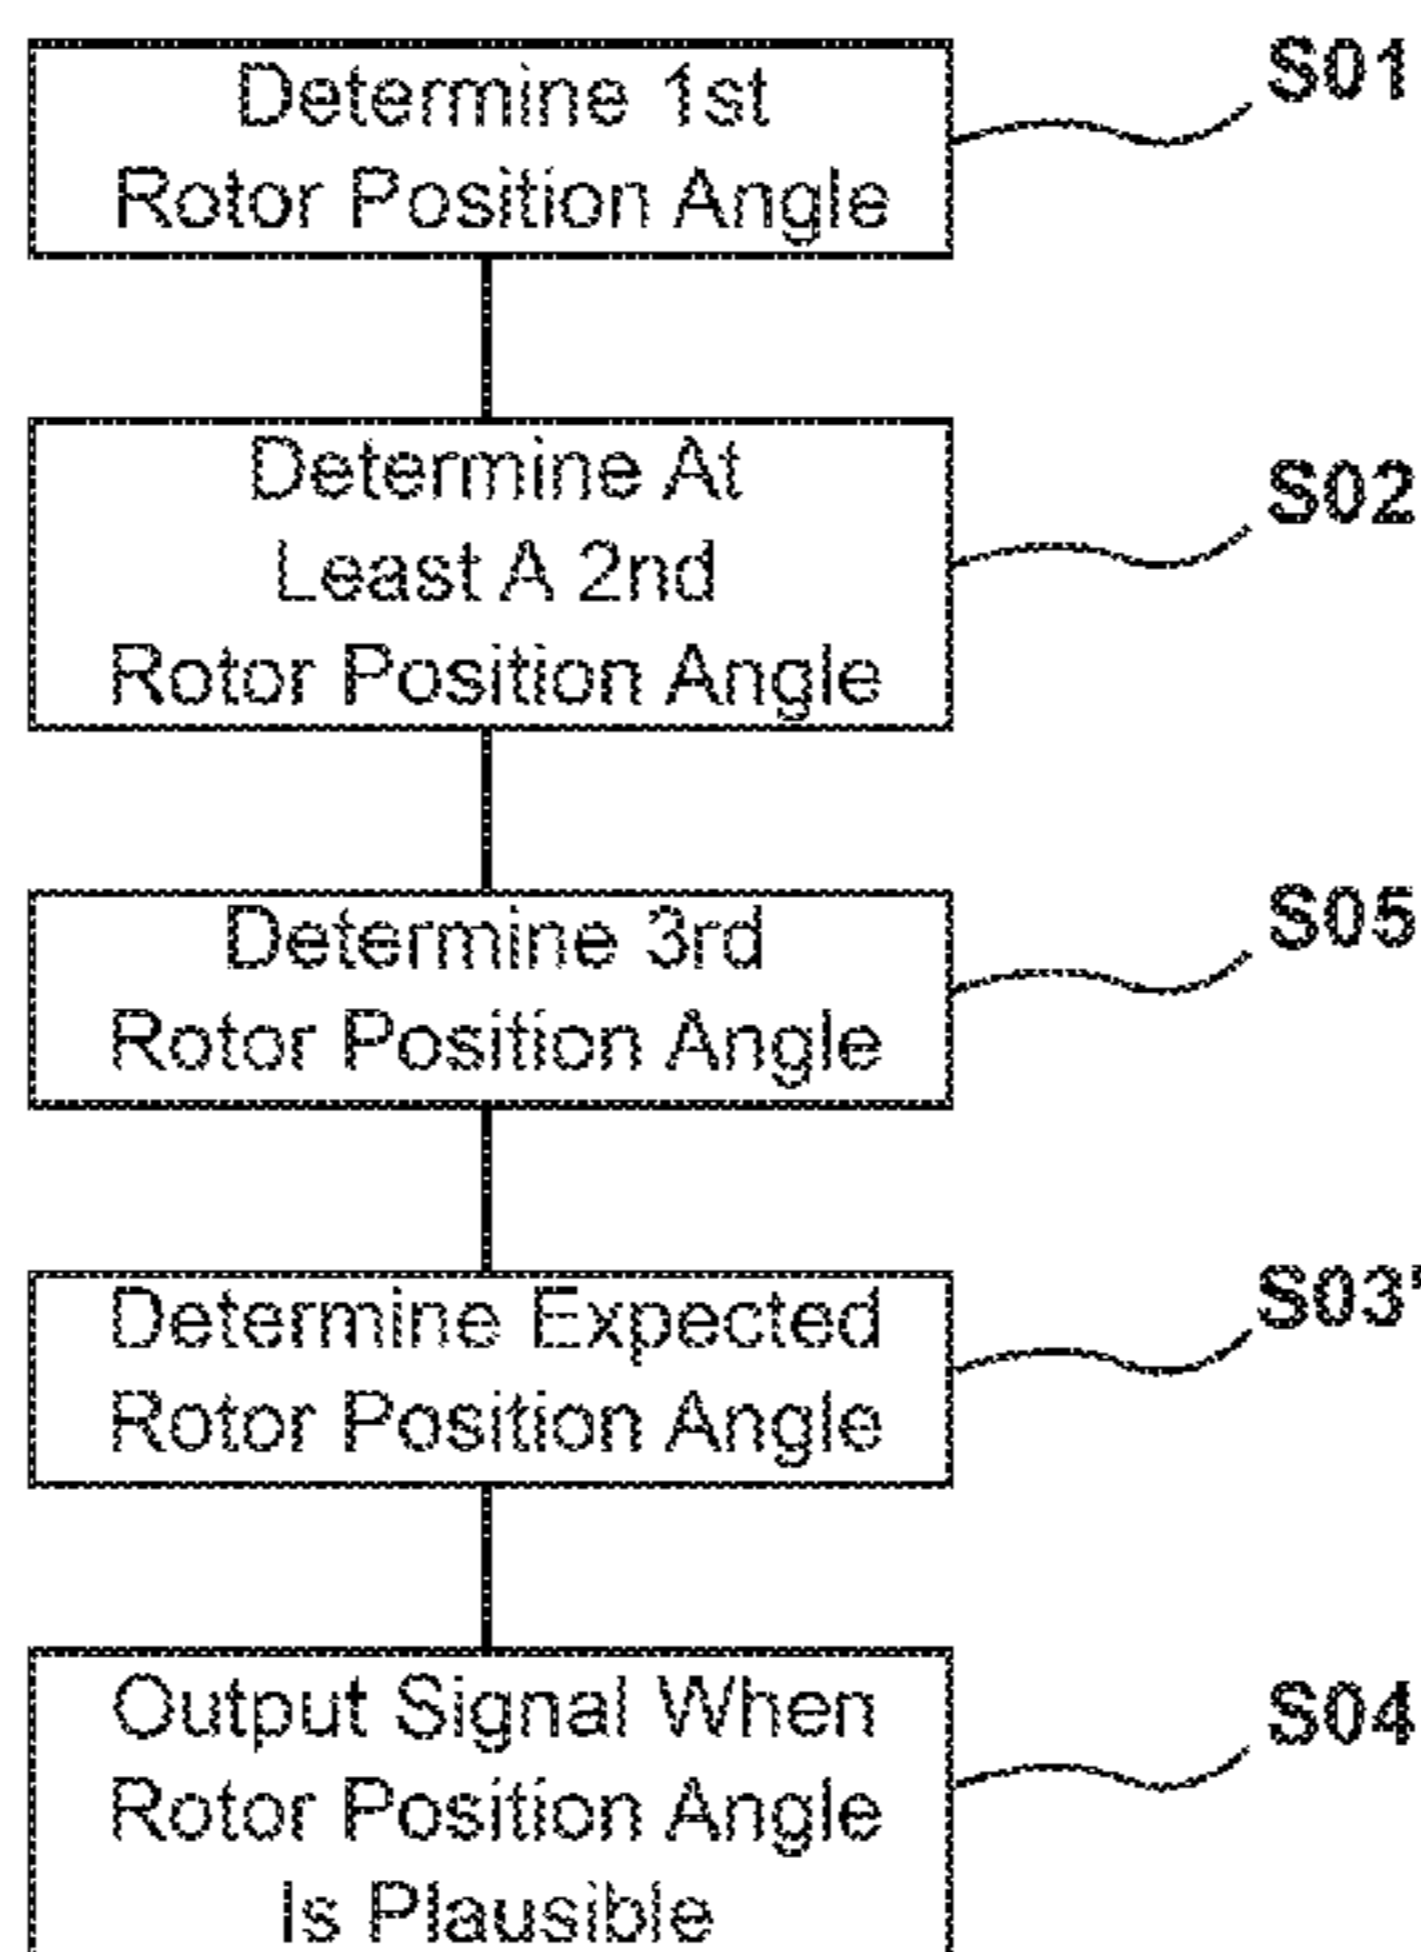 Determine 1st
Rotor Position Angle
S01
Determine At
Least A 2nd
Rotor Position Angle
S02
Determine 3rd
Rotor Position Angle
S05
Determine Expected
Rotor Position Angle
S03'
Output Signal When
Rotor Position Angle
Is Plausible
S04